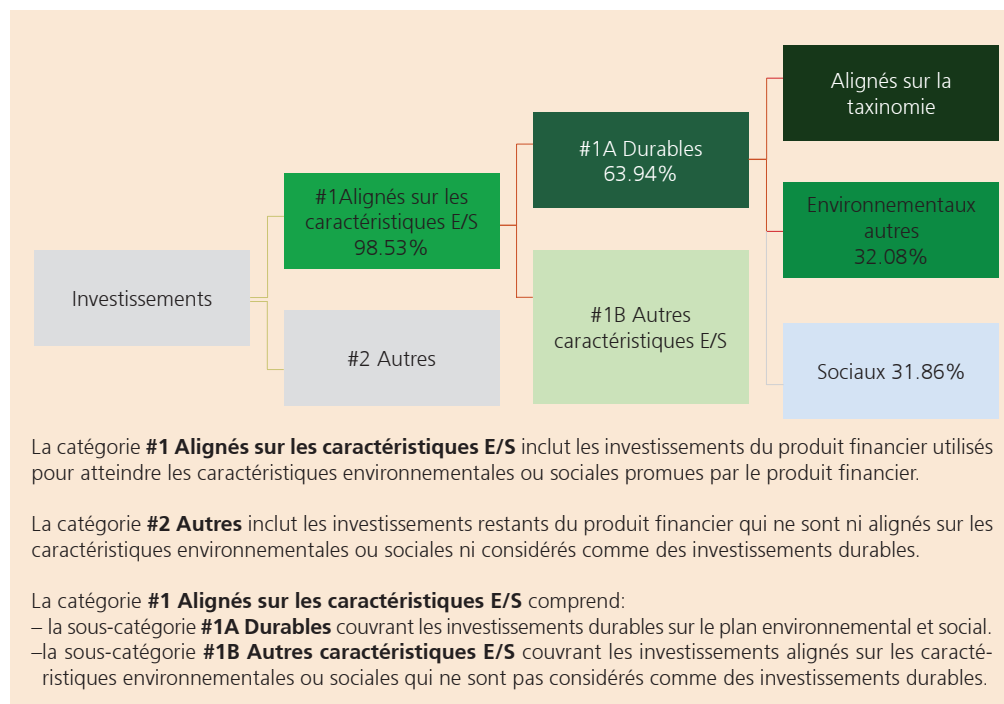 Investissements
#1Alignés sur les
caractéristiques E/S
98.53%
#2 Autres
#1A Durables
63.94%
#1B Autres
caractéristiques E/S
Alignés sur la
taxinomie
Environnementaux
autres
32.08%
Sociaux 31.86%
La catégorie #1 Alignés sur les caractéristiques E/S inclut les investissements du produit financier utilisés
pour atteindre les caractéristiques environnementales ou sociales promues par le produit financier.
La catégorie #2 Autres inclut les investissements restants du produit financier qui ne sont ni alignés sur les
caractéristiques environnementales ou sociales ni considérés comme des investissements durables.
La catégorie #1 Alignés sur les caractéristiques E/S comprend:
– la sous-catégorie #1A Durables couvrant les investissements durables sur le plan environnemental et social.
–la sous-catégorie #1B Autres caractéristiques E/S couvrant les investissements alignés sur les caracté-
ristiques environnementales ou sociales qui ne sont pas considérés comme des investissements durables.